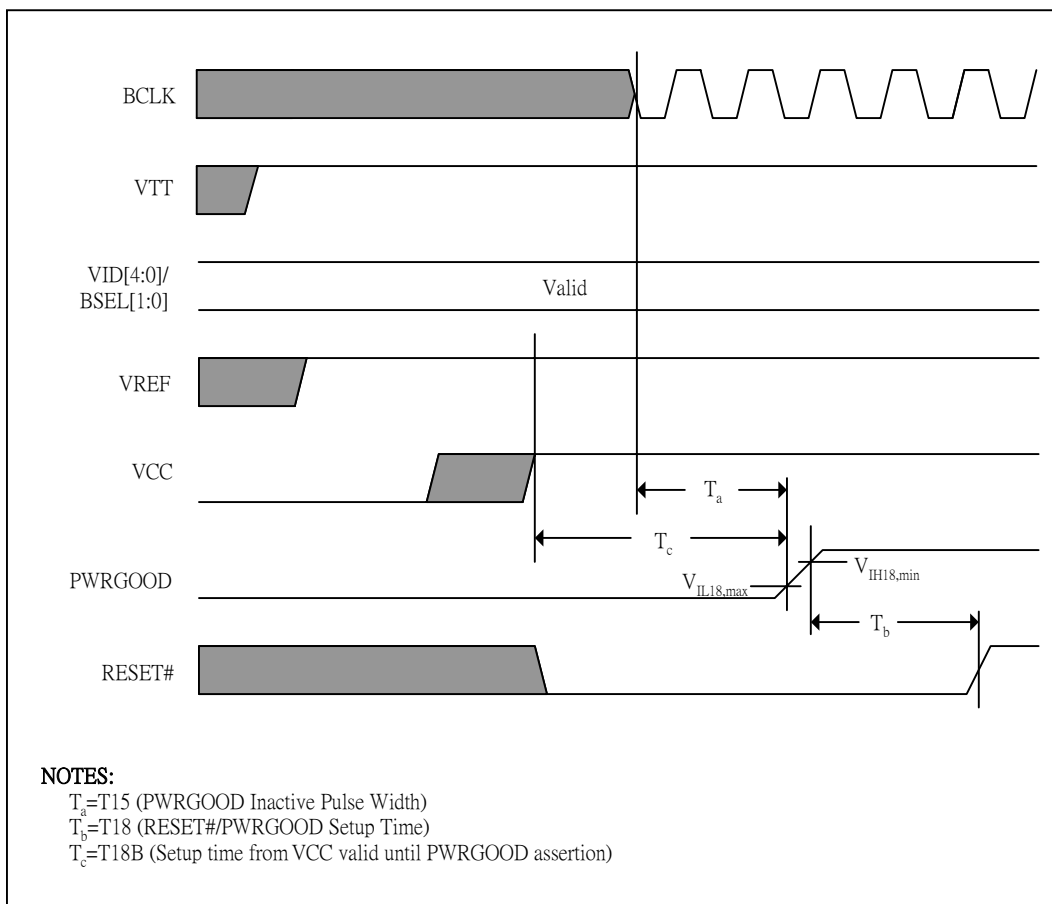 BCLK
VTT
VID[4:0]/
BSEL[1:0]
Valid
VREF
VCC
Ta
Tc
PWRGOOD
VIL18,max
VIH18,min
Tb
RESET#
NOTES:
Ta=T15 (PWRGOOD Inactive Pulse Width)
Tb=T18 (RESET#/PWRGOOD Setup Time)
Tc=T18B (Setup time from VCC valid until PWRGOOD assertion)